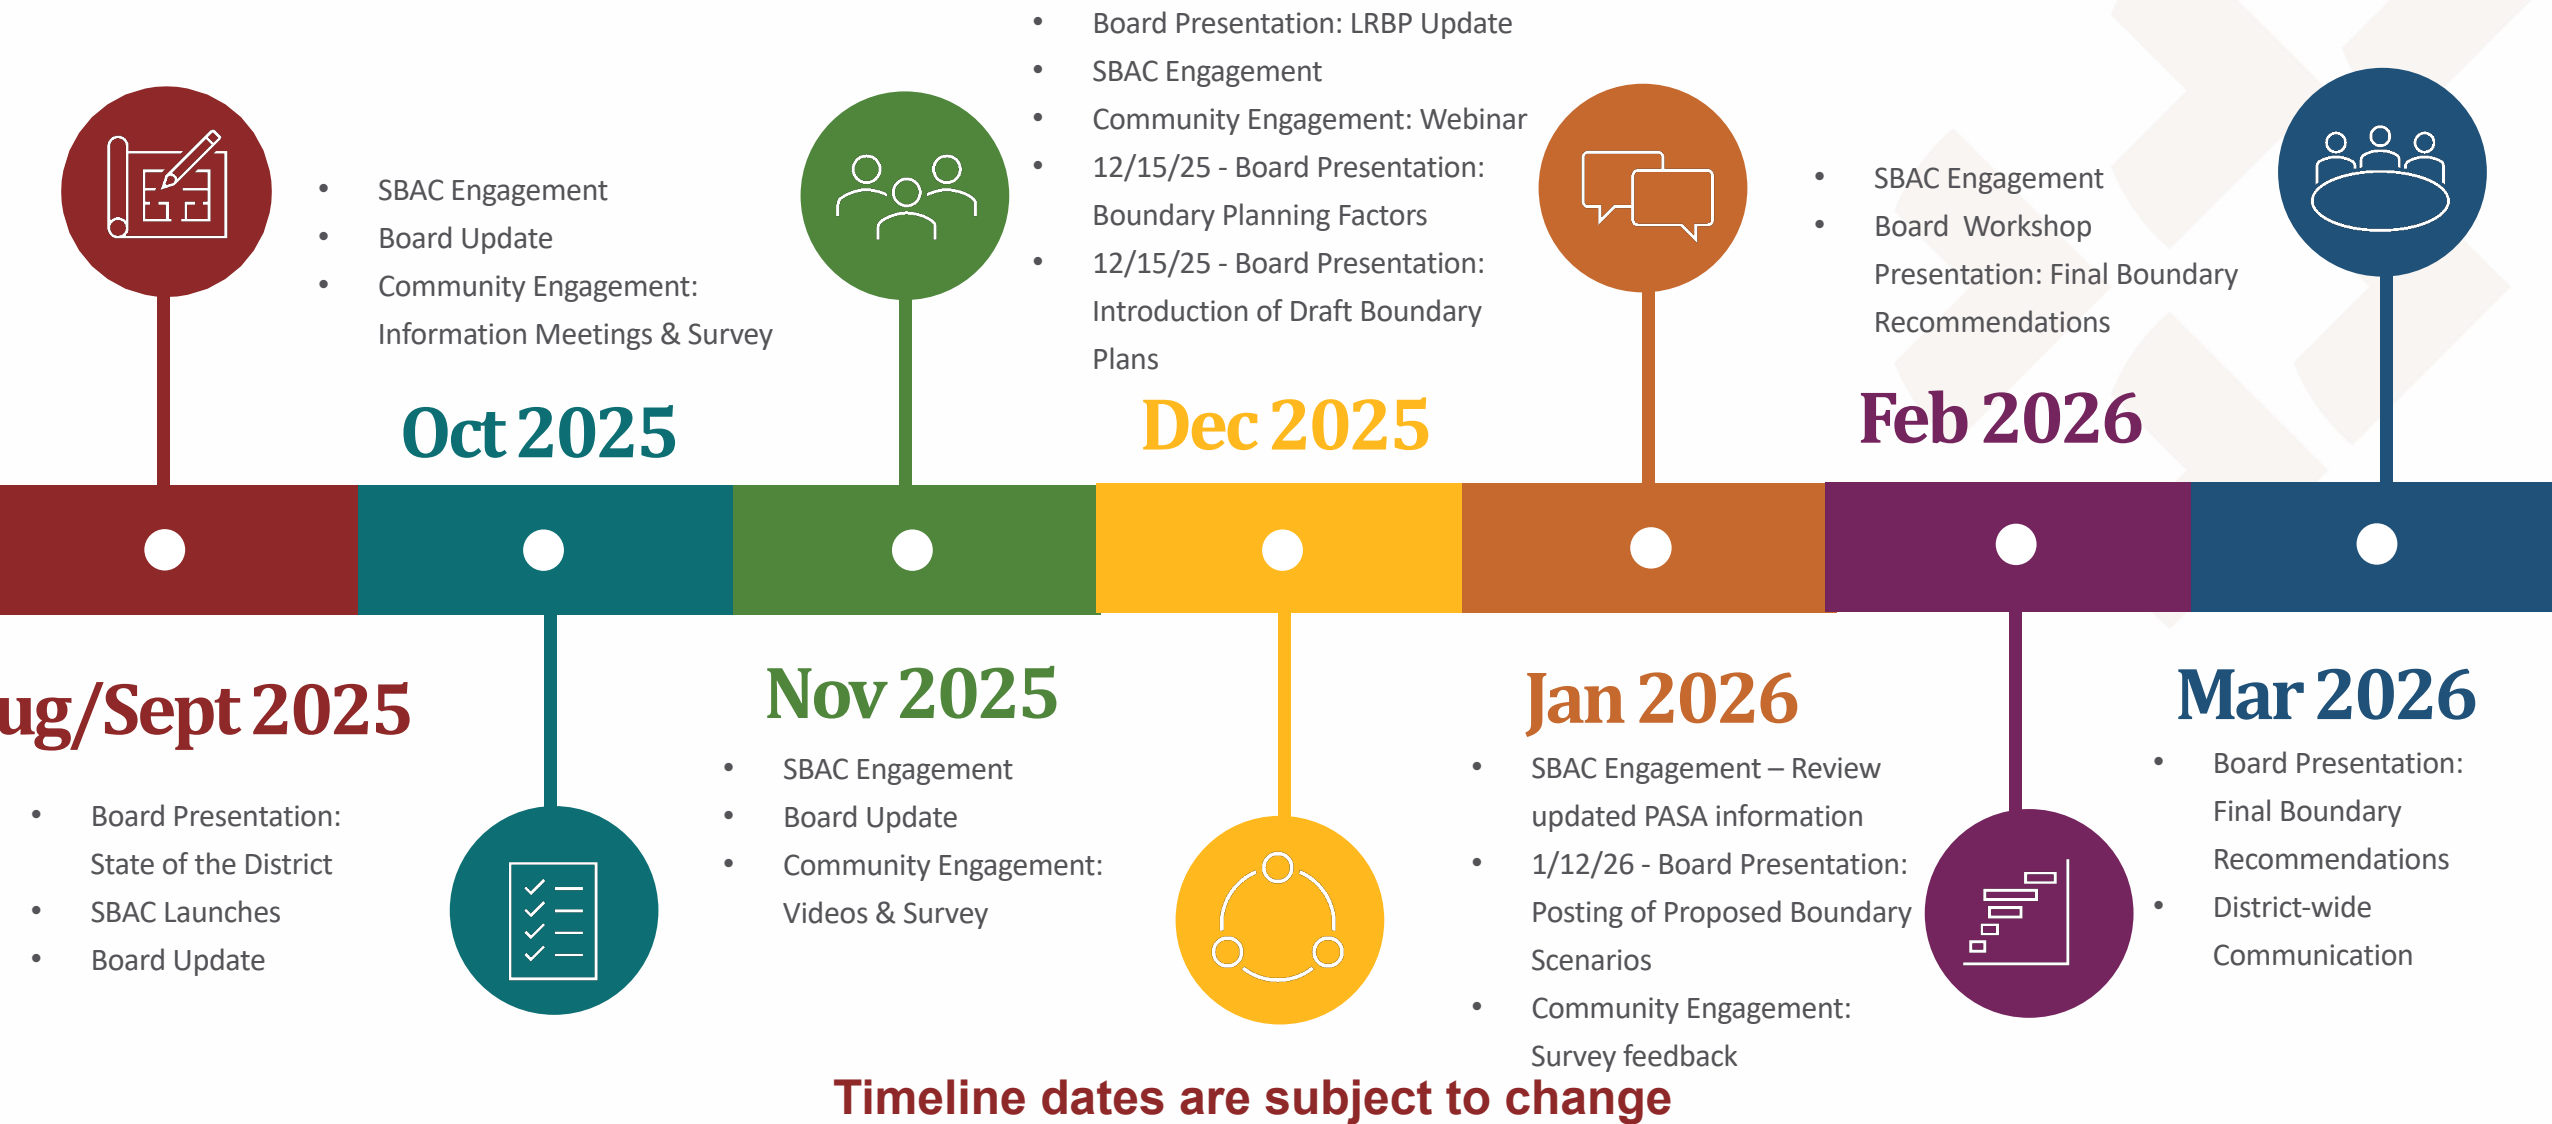 ug/Sept 2025
• Board Presentation:
State of the District
• SBAC Launches
• Board Update
• SBAC Engagement
• Board Update
• Community Engagement:
Information Meetings & Survey
Oct 2025
Nov 2025
• SBAC Engagement
• Board Update
• Community Engagement:
Videos & Survey
• Board Presentation: LRBP Update
• SBAC Engagement
• Community Engagement: Webinar
• 12/15/25 - Board Presentation:
Boundary Planning Factors
• 12/15/25 - Board Presentation:
Introduction of Draft Boundary
Plans
Dec 2025
Jan 2026
• SBAC Engagement – Review
updated PASA information
• 1/12/26 - Board Presentation:
Posting of Proposed Boundary
Scenarios
• Community Engagement:
Survey feedback
• SBAC Engagement
• Board  Workshop
Presentation: Final Boundary
Recommendations
Feb 2026
Mar 2026
• Board Presentation:
Final Boundary
Recommendations
• District-wide
Communication
Timeline dates are subject to change